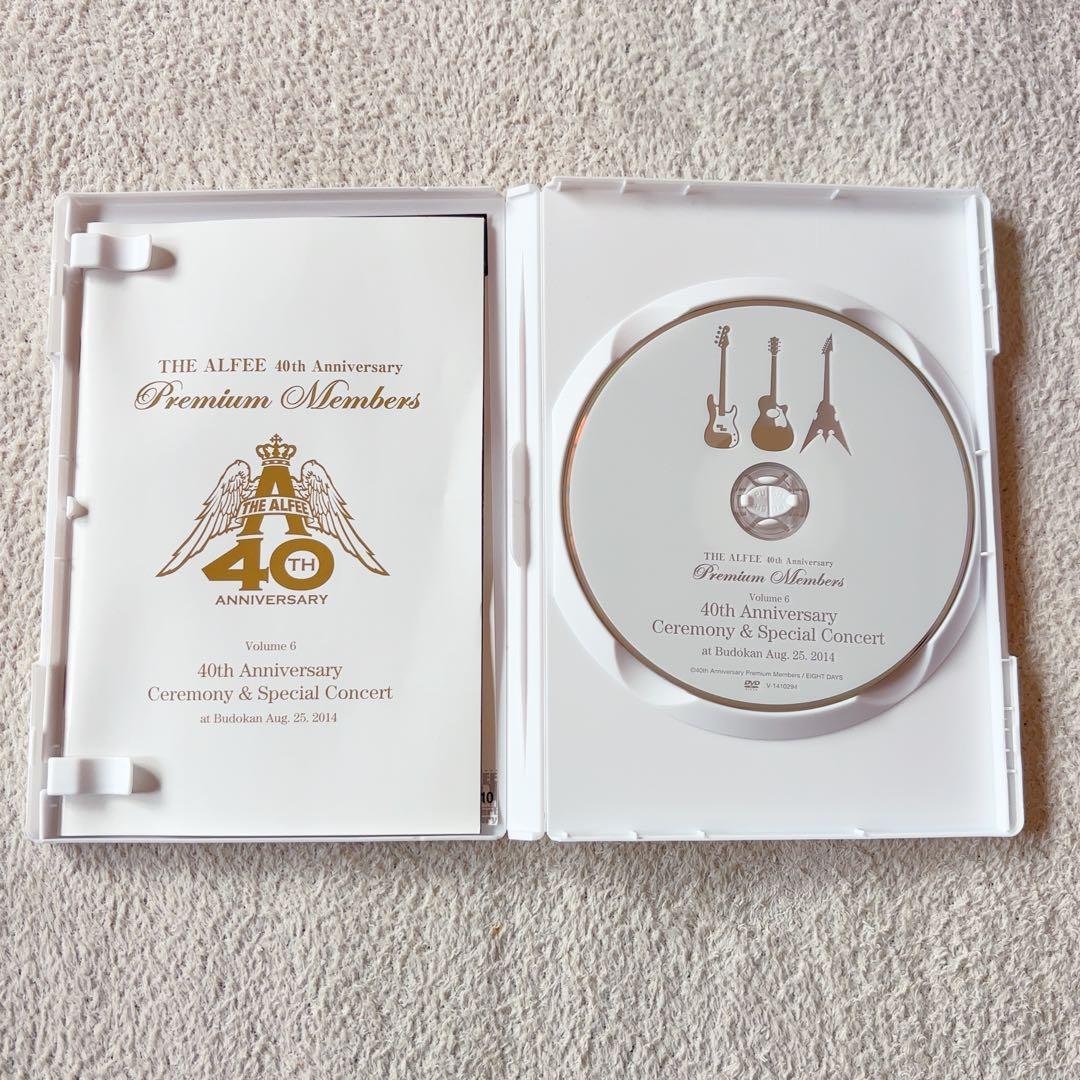 THE ALFEE 40th Anniversary
Premium Members
THE ALFEE
40TH
ANNIVERSARY
Volume 6
40th Anniversary
Ceremony & Special Concert
at Budokan Aug. 25. 2014
10
THE ALFEE 40th Anniversary
Premium Members
Volume 6
40th Anniversary
Ceremony & Special Concert
at Budokan Aug. 25. 2014
©40th Anniversary Premium Members / EIGHT DAYS
DVD V-1410294